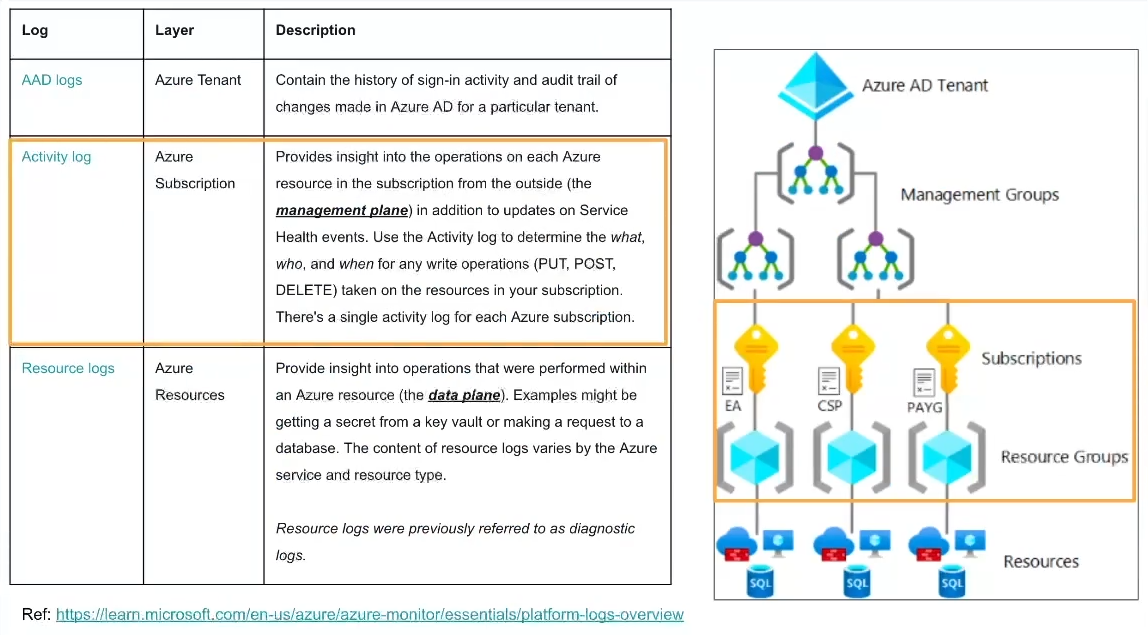 Log
Layer
Description
AAD logs
Azure Tenant
Contain the history of sign-in activity and audit trail of
changes made in Azure AD for a particular tenant.
Activity log
Azure
Subscription
Provides insight into the operations on each Azure
resource in the subscription from the outside (the
management plane) in addition to updates on Service
Health events. Use the Activity log to determine the what,
who, and when for any write operations (PUT, POST,
DELETE) taken on the resources in your subscription.
There's a single activity log for each Azure subscription.
Resource logs
Azure
Resources
Provide insight into operations that were performed within
an Azure resource (the data plane). Examples might be
getting a secret from a key vault or making a request to a
database. The content of resource logs varies by the Azure
service and resource type.
Resource logs were previously referred to as diagnostic
logs.
Ref: https://learn.microsoft.com/en-us/azure/azure-monitor/essentials/platform-logs-overview
Azure AD Tenant
Management Groups
Subscriptions
EA
CSP
PAYG
Resource Groups
Resources
SQL
SQL
SQL